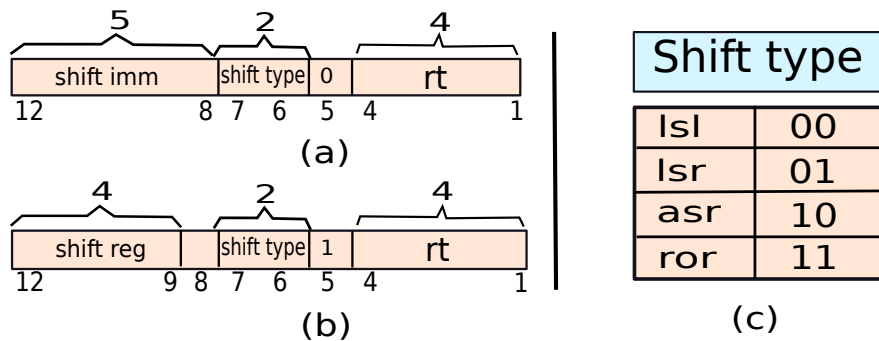 5 2 4
shift imm shift type 0 rt
12 8 7 6 5 4 1
(a)
4 2 4
shift reg shift type 1 rt
12 9 8 7 6 5 4 1
(b)
Shift type
lsl 00
lsr 01
asr 10
ror 11
(c)